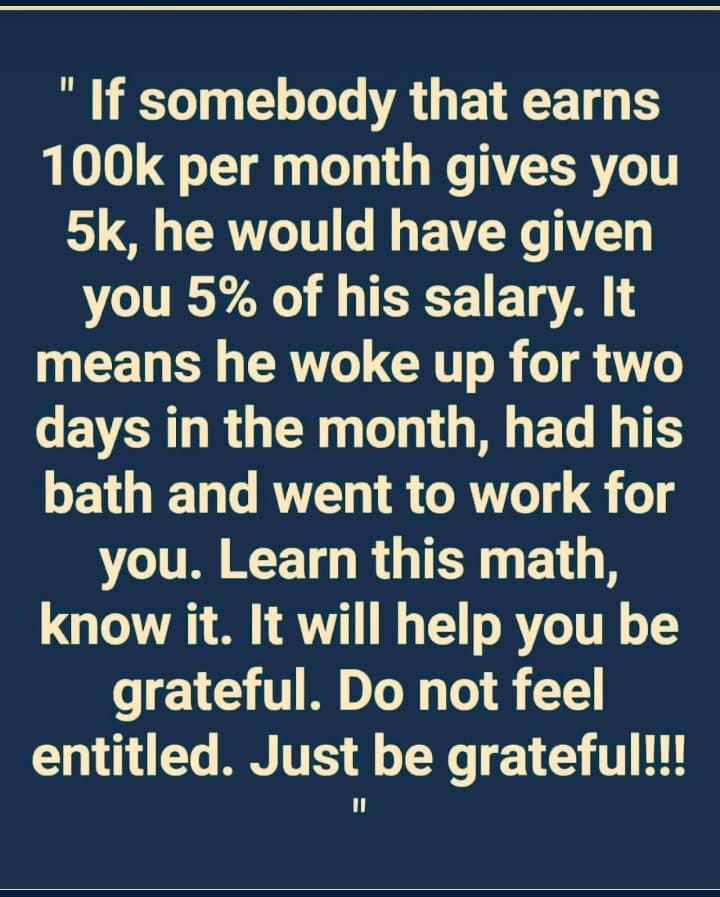 " If somebody that earns
100k per month gives you
5k, he would have given
you 5% of his salary. It
means he woke up for two
days in the month, had his
bath and went to work for
you. Learn this math,
know it. It will help you be
grateful. Do not feel
entitled. Just be grateful!!!
"